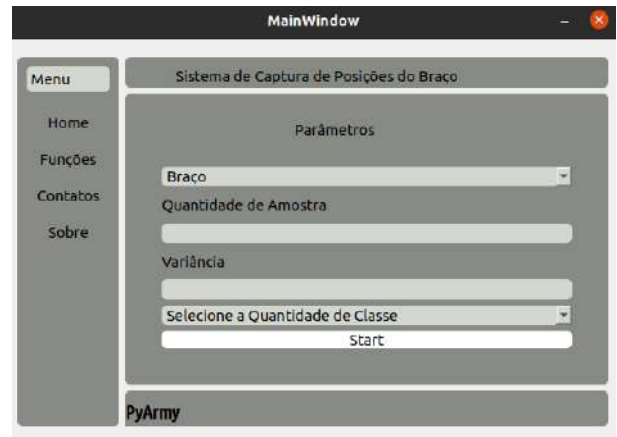 MainWindow
Menu
Home
Funções
Contatos
Sobre
Sistema de Captura de Posições do Braço
Parâmetros
Braço
Quantidade de Amostra
Variância
Selecione a Quantidade de Classe
Start
PyArmy